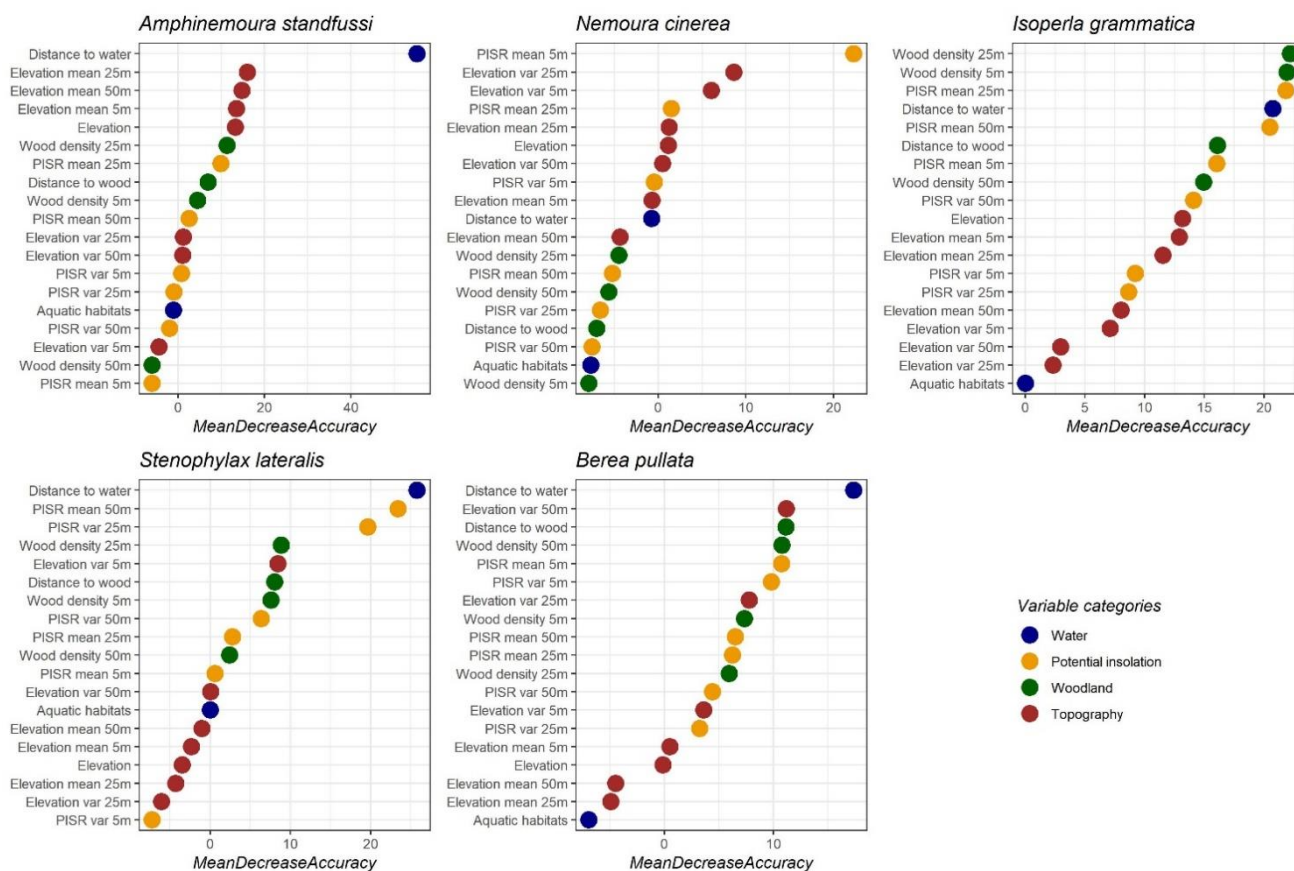 Amphinemoura standfussi
Distance to water
Elevation mean 25m
Elevation mean 50m
Elevation mean 5m
Elevation
Wood density 25m
PISR mean 25m
Distance to wood
Wood density 5m
PISR mean 50m
Elevation var 25m
Elevation var 50m
PISR var 5m
PISR var 25m
Aquatic habitats
PISR var 50m
Elevation var 5m
Wood density 50m
PISR mean 5m
0 20 40
MeanDecreaseAccuracy
Nemoura cinerea
PISR mean 5m
Elevation var 25m
Elevation var 5m
PISR mean 25m
Elevation mean 25m
Elevation
Elevation var 50m
PISR var 5m
Elevation mean 5m
Distance to water
Elevation mean 50m
Wood density 25m
PISR mean 50m
Wood density 50m
PISR var 25m
Distance to wood
PISR var 50m
Aquatic habitats
Wood density 5m
0 10 20
MeanDecreaseAccuracy
Isoperla grammatica
Wood density 25m
Wood density 5m
PISR mean 25m
Distance to water
PISR mean 50m
Distance to wood
PISR mean 5m
Wood density 50m
PISR var 50m
Elevation
Elevation mean 5m
Elevation mean 25m
PISR var 5m
PISR var 25m
Elevation mean 50m
Elevation var 5m
Elevation var 50m
Elevation var 25m
Aquatic habitats
0 5 10 15 20
MeanDecreaseAccuracy
Stenophylax lateralis
Distance to water
PISR mean 50m
PISR var 25m
Wood density 25m
Elevation var 5m
Distance to wood
Wood density 5m
PISR var 50m
PISR mean 25m
Wood density 50m
PISR mean 5m
Elevation var 50m
Aquatic habitats
Elevation mean 50m
Elevation mean 5m
Elevation
Elevation mean 25m
Elevation var 25m
PISR var 5m
0 10 20
MeanDecreaseAccuracy
Berea pullata
Distance to water
Elevation var 50m
Distance to wood
Wood density 50m
PISR mean 5m
PISR var 5m
Elevation var 25m
Wood density 5m
PISR mean 50m
PISR mean 25m
Wood density 25m
PISR var 50m
Elevation var 5m
PISR var 25m
Elevation mean 5m
Elevation
Elevation mean 50m
Elevation mean 25m
Aquatic habitats
0 10
MeanDecreaseAccuracy
Variable categories
Water
Potential insolation
Woodland
Topography